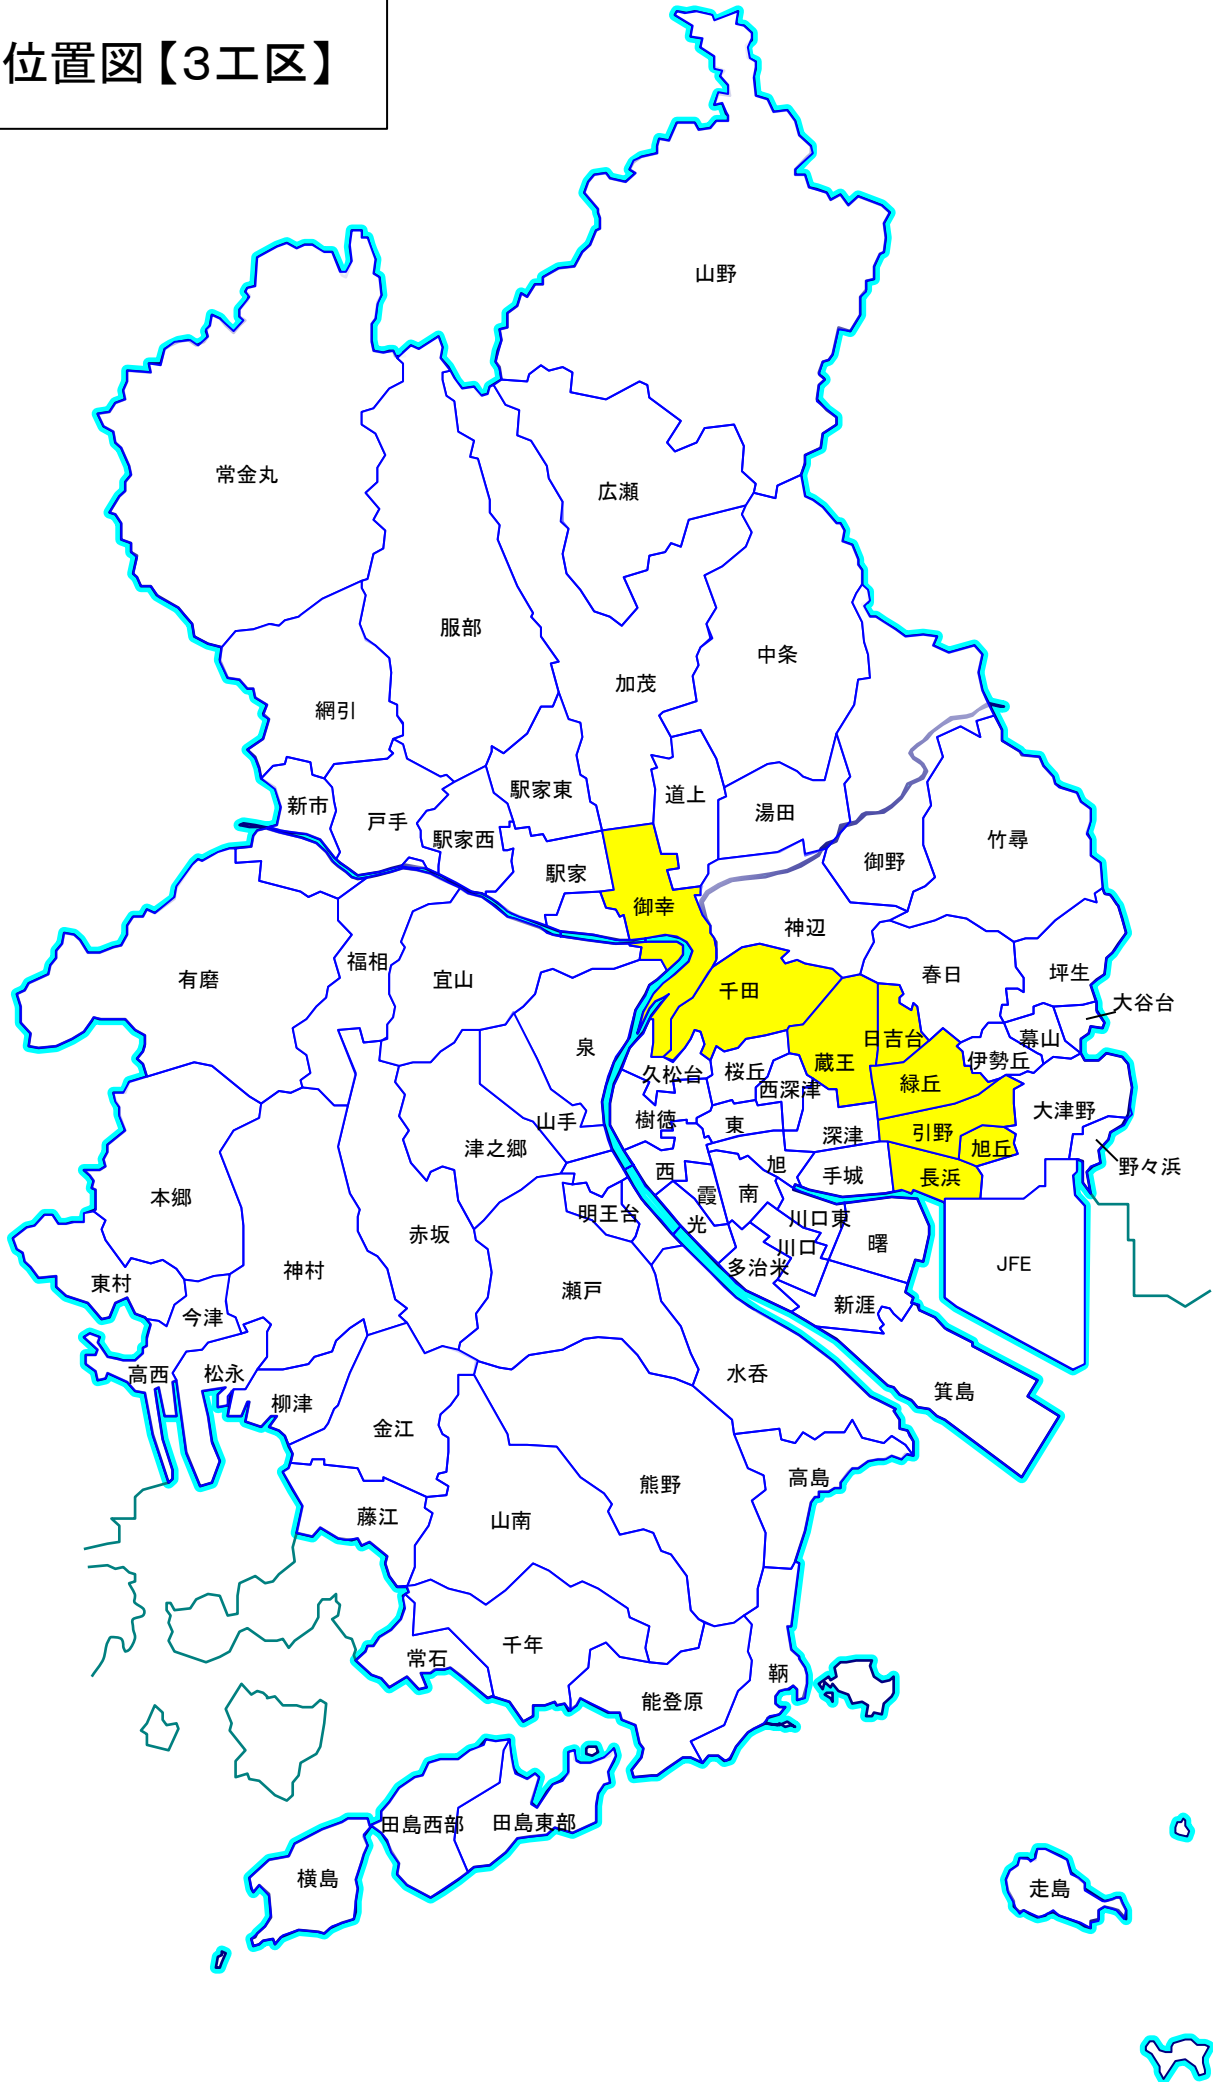 位置図【3工区】
山野
常金丸
広瀬
服部
中条
加茂
網引
駅家東
道上
新市
湯田
戸手
駅家西
竹尋
御野
駅家
御幸
神辺
福相
春日
坪生
有磨
宜山
千田
大谷台
幕山
日吉台
泉
伊勢丘
蔵王
桜丘
久松台
緑丘
西深津
大津野
樹徳
山手
東
引野
深津
津之郷
旭丘
旭
野々浜
西
手城
長浜
本郷
霞
南
明王台
光
川口東
赤坂
曙
川口
JFE
多治米
神村
東村
瀬戸
新涯
今津
高西
松永
水呑
箕島
柳津
金江
高島
熊野
藤江
山南
千年
常石
鞆
能登原
田島西部
田島東部
横島
走島